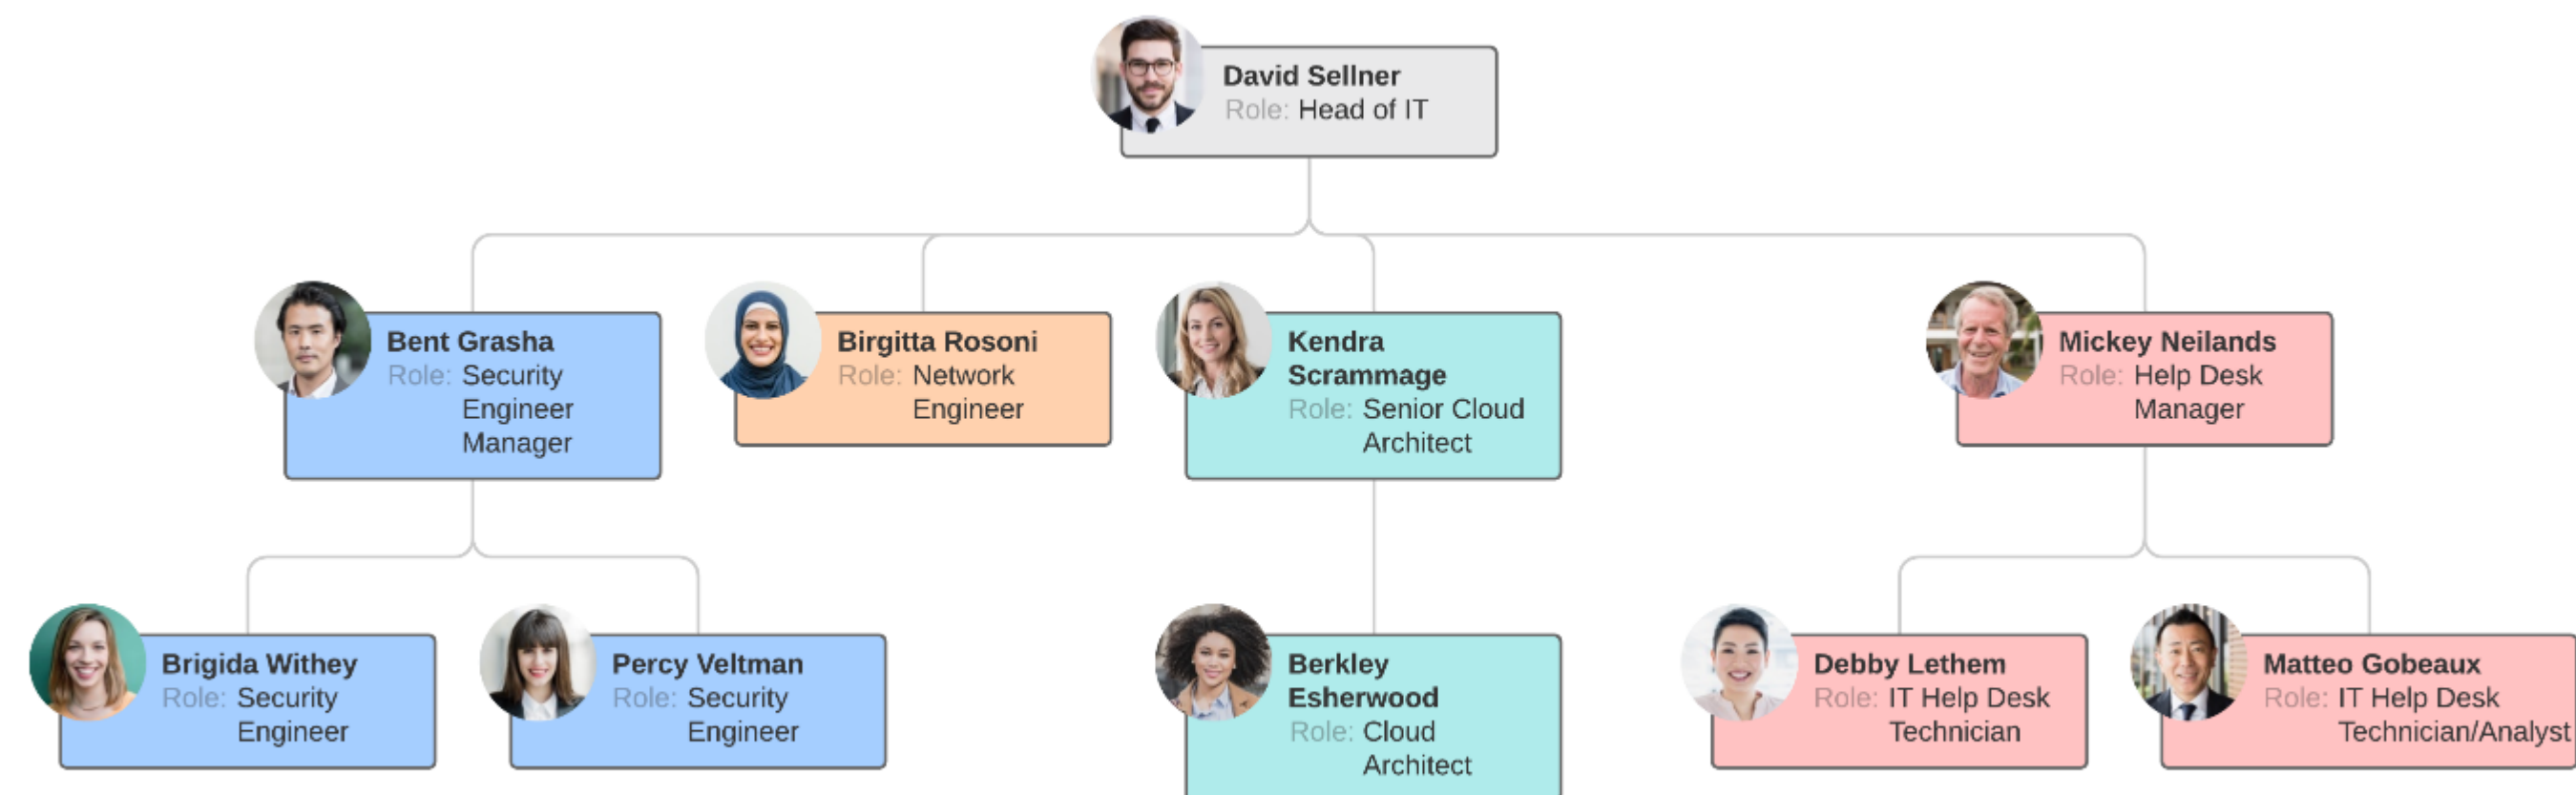 David Sellner
Role: Head of IT
Bent Grasha
Role: Security
Engineer
Manager
Birgitta Rosoni
Role: Network
Engineer
Kendra
Scrammage
Role: Senior Cloud
Architect
Mickey Neilands
Role: Help Desk
Manager
Brigida Withey
Role: Security
Engineer
Percy Veltman
Role: Security
Engineer
Berkley
Esherwood
Role: Cloud
Architect
Debby Lethem
Role: IT Help Desk
Technician
Matteo Gobeaux
Role: IT Help Desk
Technician/Analyst